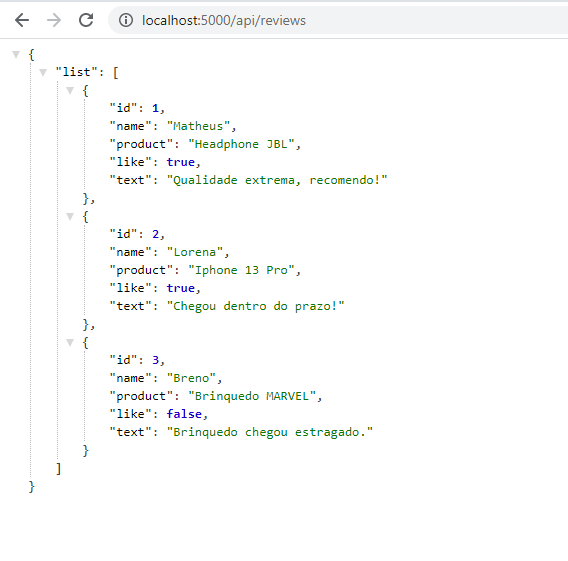 localhost:5000/api/reviews
{
"list": [
{
"id": 1,
"name": "Matheus",
"product": "Headphone JBL",
"like": true,
"text": "Qualidade extrema, recomendo!"
},
{
"id": 2,
"name": "Lorena",
"product": "Iphone 13 Pro",
"like": true,
"text": "Chegou dentro do prazo!"
},
{
"id": 3,
"name": "Breno",
"product": "Brinquedo MARVEL",
"like": false,
"text": "Brinquedo chegou estragado."
}
]
}